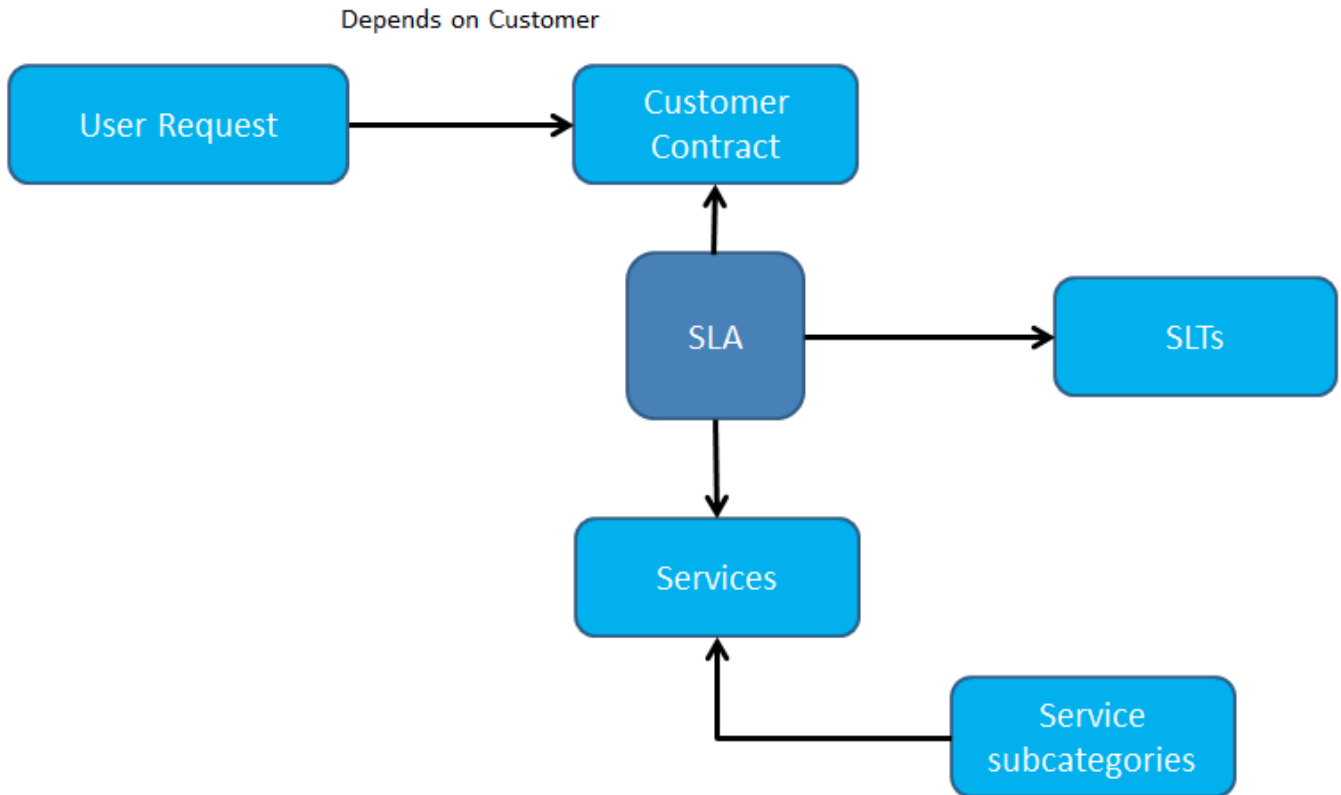 Depends on Customer
User Request
Customer
Contract
SLA
SLTs
Services
Service
subcategories